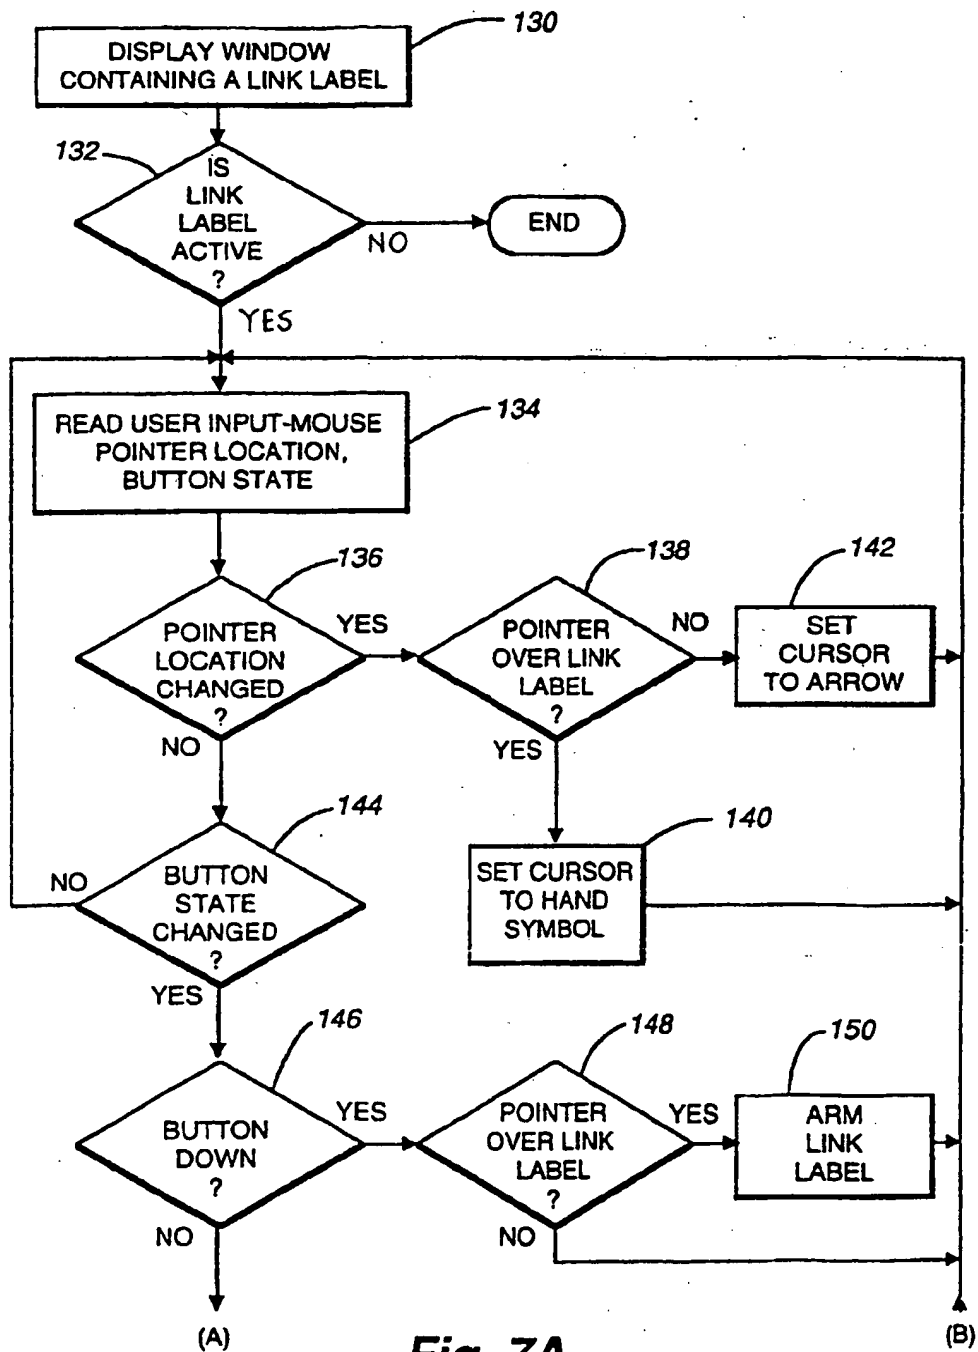 130
DISPLAY WINDOW
CONTAINING A LINK LABEL
132
IS
LINK
LABEL
ACTIVE
?
NO
END
YES
134
READ USER INPUT-MOUSE
POINTER LOCATION,
BUTTON STATE
136
POINTER
LOCATION
CHANGED
?
YES
NO
138
POINTER
OVER LINK
LABEL
?
NO
YES
142
SET
CURSOR
TO ARROW
140
SET CURSOR
TO HAND
SYMBOL
144
NO
BUTTON
STATE
CHANGED
?
YES
146
BUTTON
DOWN
?
YES
NO
148
POINTER
OVER LINK
LABEL
?
YES
NO
150
ARM
LINK
LABEL
(A)
Fig. 7A
(B)